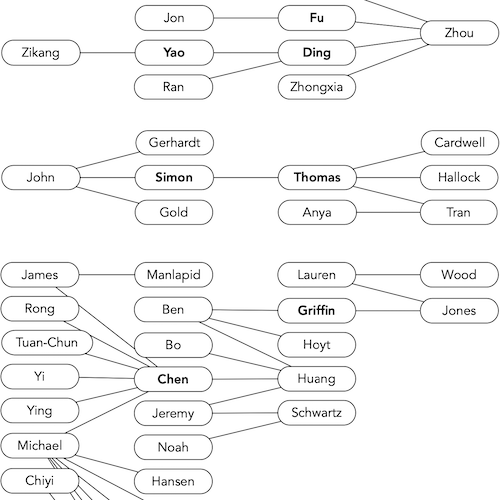 Jon Fu
Zhou
Zikang Yao Ding
Ran Zhongxia
Gerhardt Cardwell
John Simon Thomas Hallock
Gold Anya Tran
James Manlapid Lauren Wood
Rong Ben Griffin Jones
Tuan-Chun Bo Hoyt
Yi Chen Huang
Ying Jeremy Schwartz
Michael Noah
Chiyi Hansen